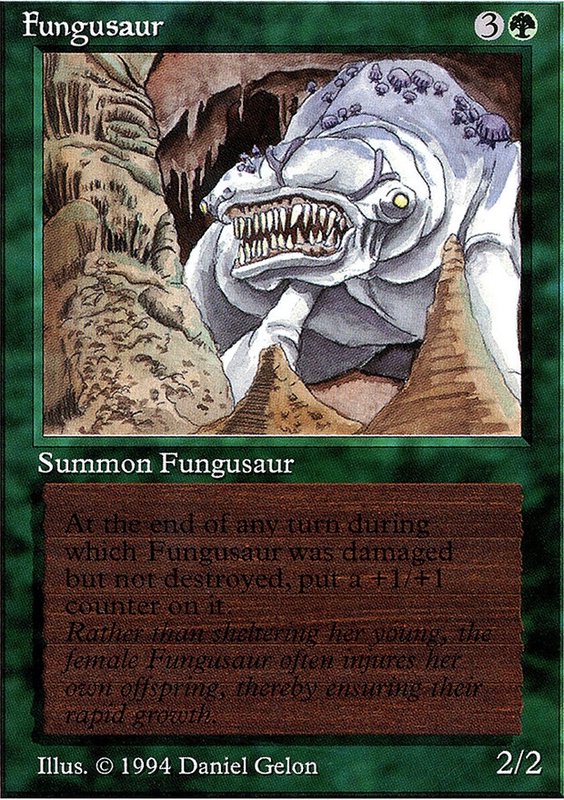 Fungusaur 3
Summon Fungusaur
At the end of any turn during
which Fungusaur was damaged
but not destroyed, put a +1/+1
counter on it.
Rather than sheltering her young, the
female Fungusaur often injures her
own offspring, thereby ensuring their
rapid growth.
Illus. © 1994 Daniel Gelon 2/2